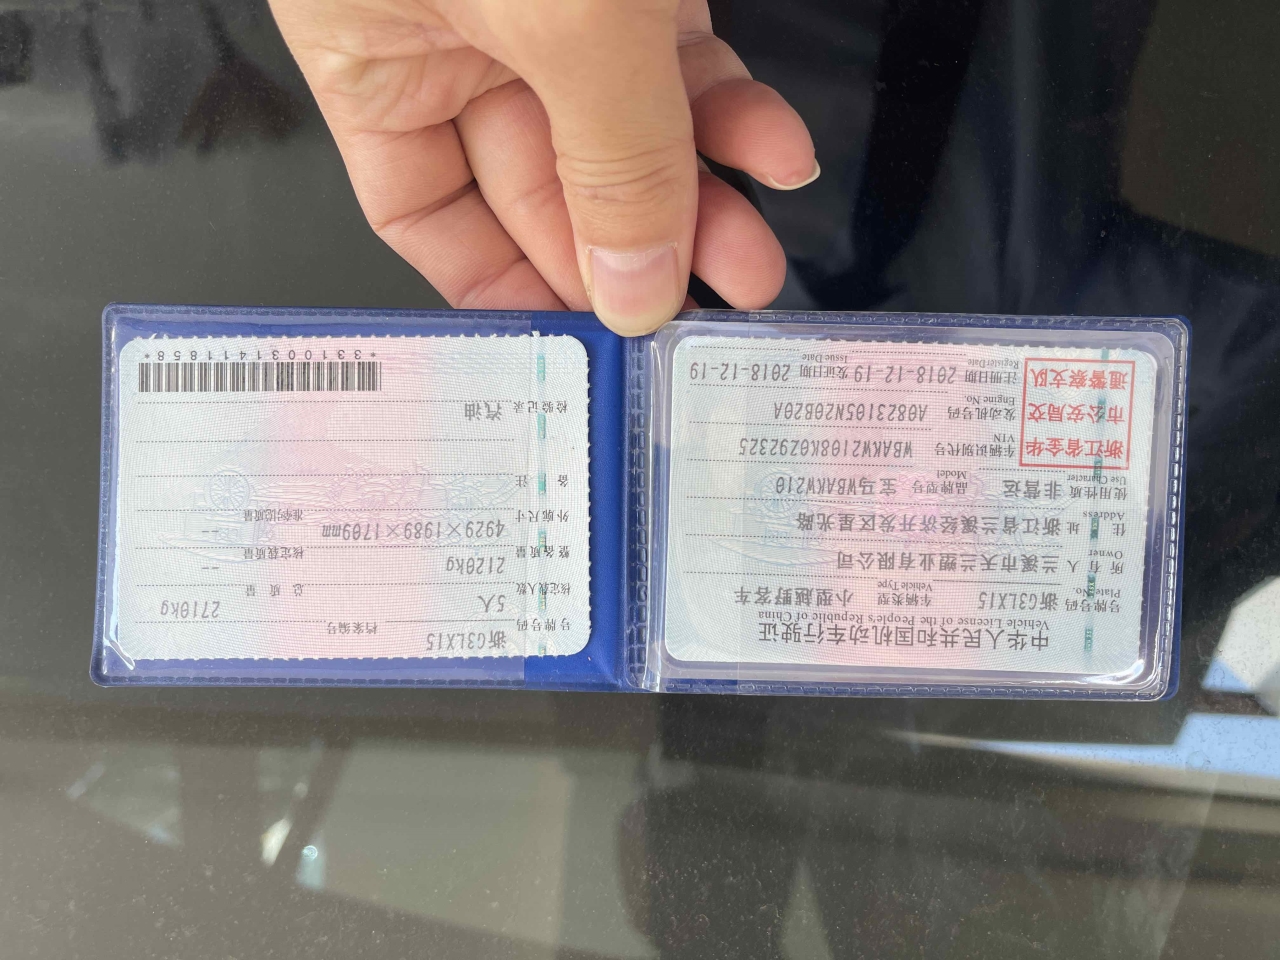 中华人民共和国机动车行驶证
Vehicle License of the People's Republic of China
号牌号码 浙G3LX15 车辆类型 小型越野客车
Plate No. Vehicle Type
所有人 兰溪市天兰塑业有限公司
Owner
住址 浙江省兰溪经济开发区星光路
Address
使用性质 非营运 品牌型号 宝马WBAKW210
Use Character Model
浙江省金华
市公安局交
通警察支队
车辆识别代号 WBAKW2108K0Z92325
VIN
发动机号码 A0823105N20B20A
Engine No.
注册日期 2018-12-19 发证日期 2018-12-19
Register Date Issue Date
号牌号码 浙G3LX15 档案编号
核定载人数 5人 总质量 2710kg
整备质量 2120kg 核定载质量 --
外廓尺寸 4929×1989×1709mm 准牵引总质量 --
备注
检验记录 汽油
*3310031411858*